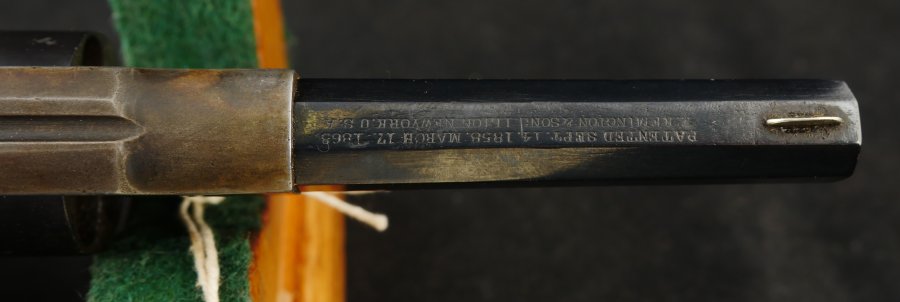 PATENTED SEPT. 14, 1858. MARCH 17, 1863
E. REMINGTON & SONS, ILION, NEW YORK, U.S.A.